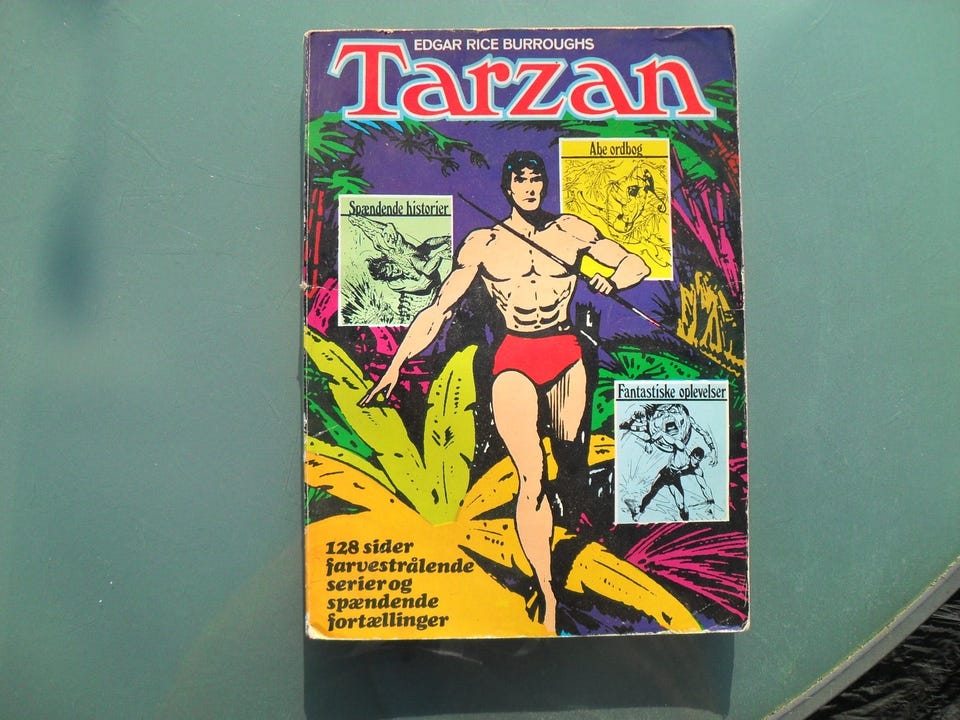 EDGAR RICE BURROUGHS
Tarzan
Abe ordbog
Spændende historier
Fantastiske oplevelser
128 sider
farvestrålende
serier og
spændende
fortællinger